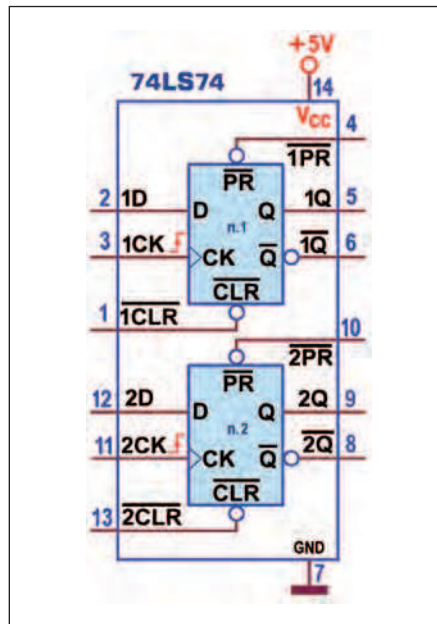 +5V
74LS74
14
VCC
4
1PR
PR
2 1D D Q 1Q 5
n.1
3 1CK CK Q 1Q 6
CLR
1 1CLR
10
2PR
PR
12 2D D Q 2Q 9
n.2
11 2CK CK Q 2Q 8
CLR
13 2CLR
GND
7